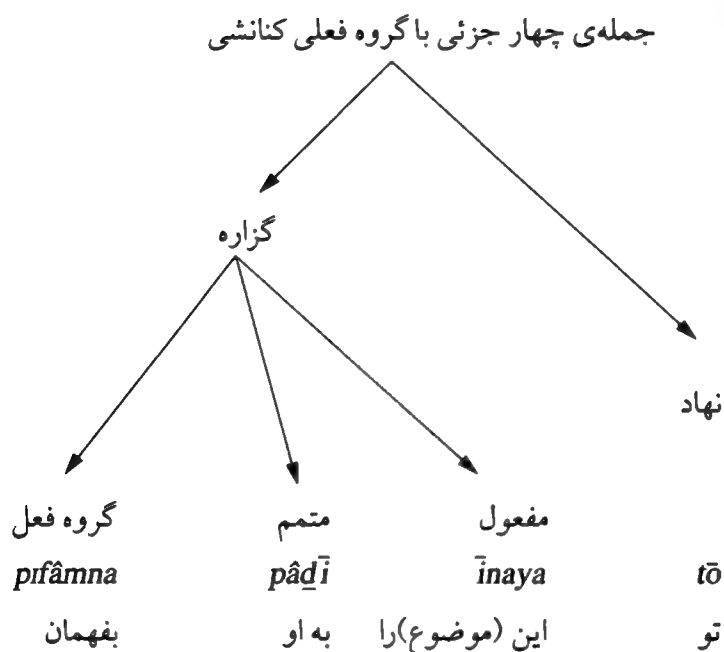 جمله‌ی چهار جزئی با گروه فعلی کنانشی
گزاره
نهاد
مفعول متمم گروه فعل
tō īnaya pâd̲ī pıfâmna
تو این (موضوع)را به او بفهمان